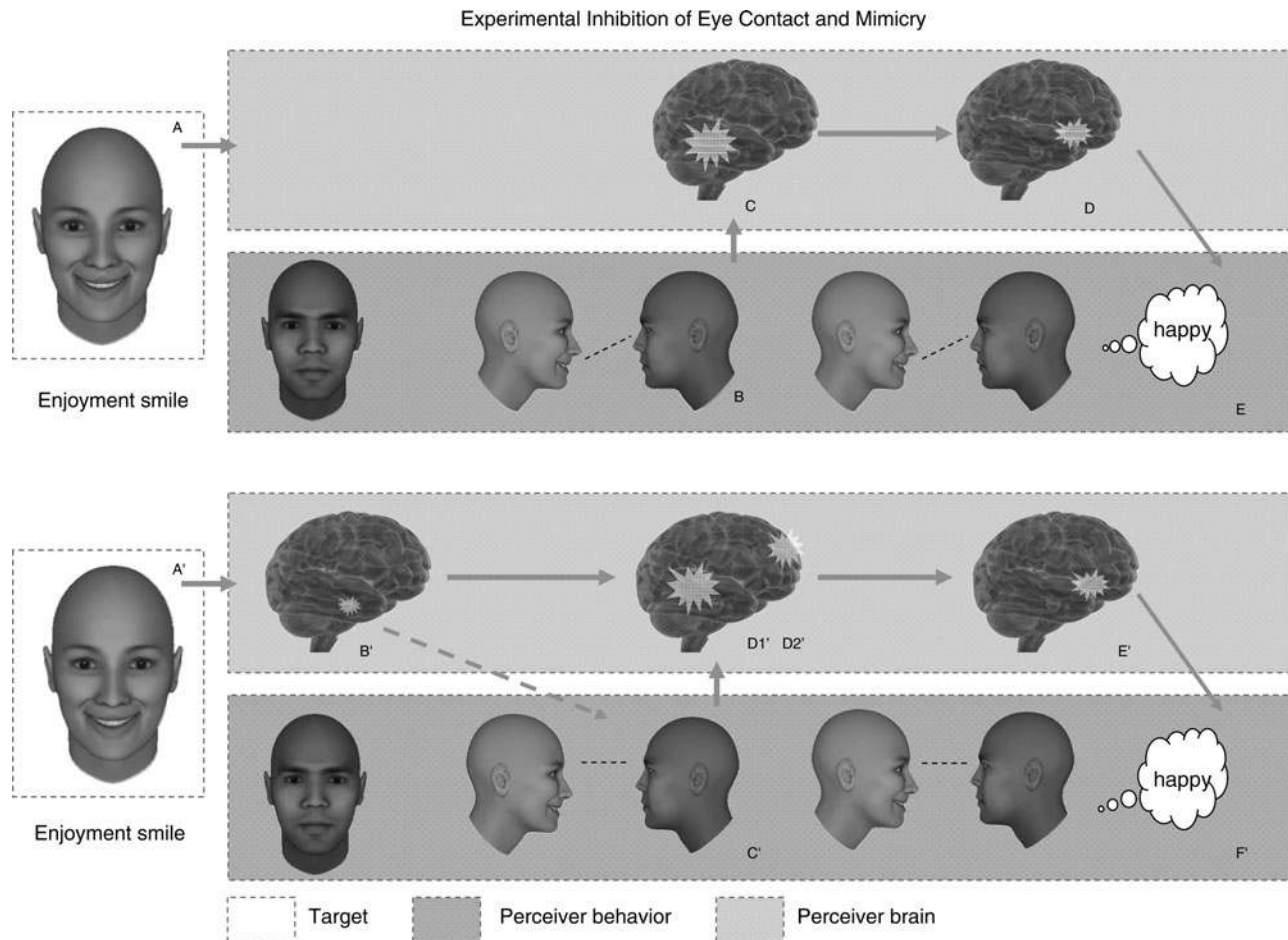 Experimental Inhibition of Eye Contact and Mimicry
A
C
D
Enjoyment smile
B
happy
E
A'
B'
D1' D2'
E'
Enjoyment smile
C'
happy
F'
Target
Perceiver behavior
Perceiver brain